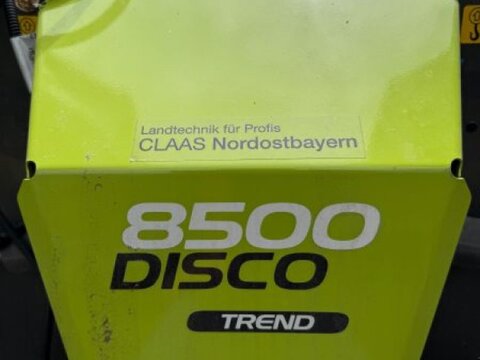 Landtechnik für Profis
CLAAS Nordostbayern
8500
DISCO
TREND